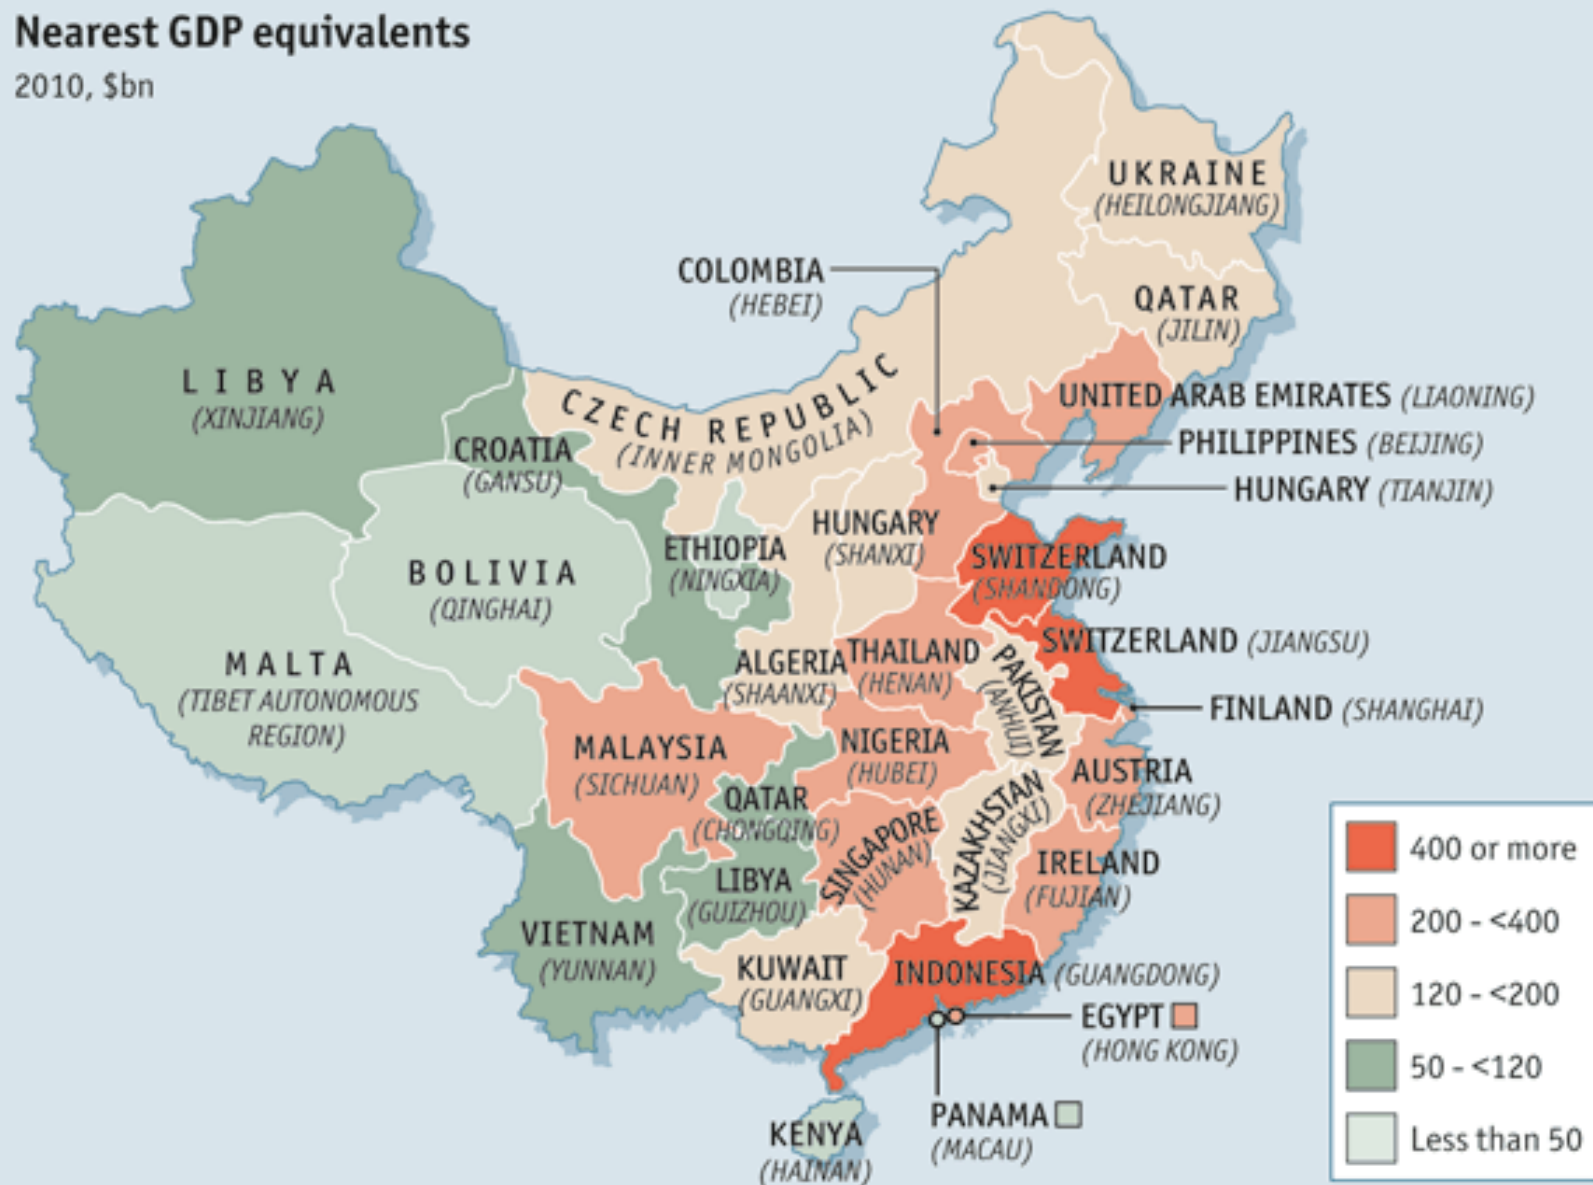 Nearest GDP equivalents
2010, $bn
UKRAINE
(HEILONGJIANG)
COLOMBIA
(HEBEI)
QATAR
(JILIN)
LIBYA
(XINJIANG)
CZECH REPUBLIC
(INNER MONGOLIA)
UNITED ARAB EMIRATES (LIAONING)
CROATIA
(GANSU)
PHILIPPINES (BEIJING)
HUNGARY (TIANJIN)
HUNGARY
(SHANXI)
ETHIOPIA
(NINGXIA)
SWITZERLAND
(SHANDONG)
BOLIVIA
(QINGHAI)
SWITZERLAND (JIANGSU)
MALTA
(TIBET AUTONOMOUS
REGION)
ALGERIA
(SHAANXI)
THAILAND
(HENAN)
PAKISTAN
(ANHUI)
FINLAND (SHANGHAI)
MALAYSIA
(SICHUAN)
NIGERIA
(HUBEI)
AUSTRIA
(ZHEJIANG)
QATAR
(CHONGQING)
SINGAPORE
(HUNAN)
KAZAKHSTAN
(JIANGXI)
IRELAND
(FUJIAN)
LIBYA
(GUIZHOU)
VIETNAM
(YUNNAN)
KUWAIT
(GUANGXI)
INDONESIA (GUANGDONG)
EGYPT
(HONG KONG)
PANAMA
(MACAU)
KENYA
(HAINAN)
400 or more
200 - <400
120 - <200
50 - <120
Less than 50